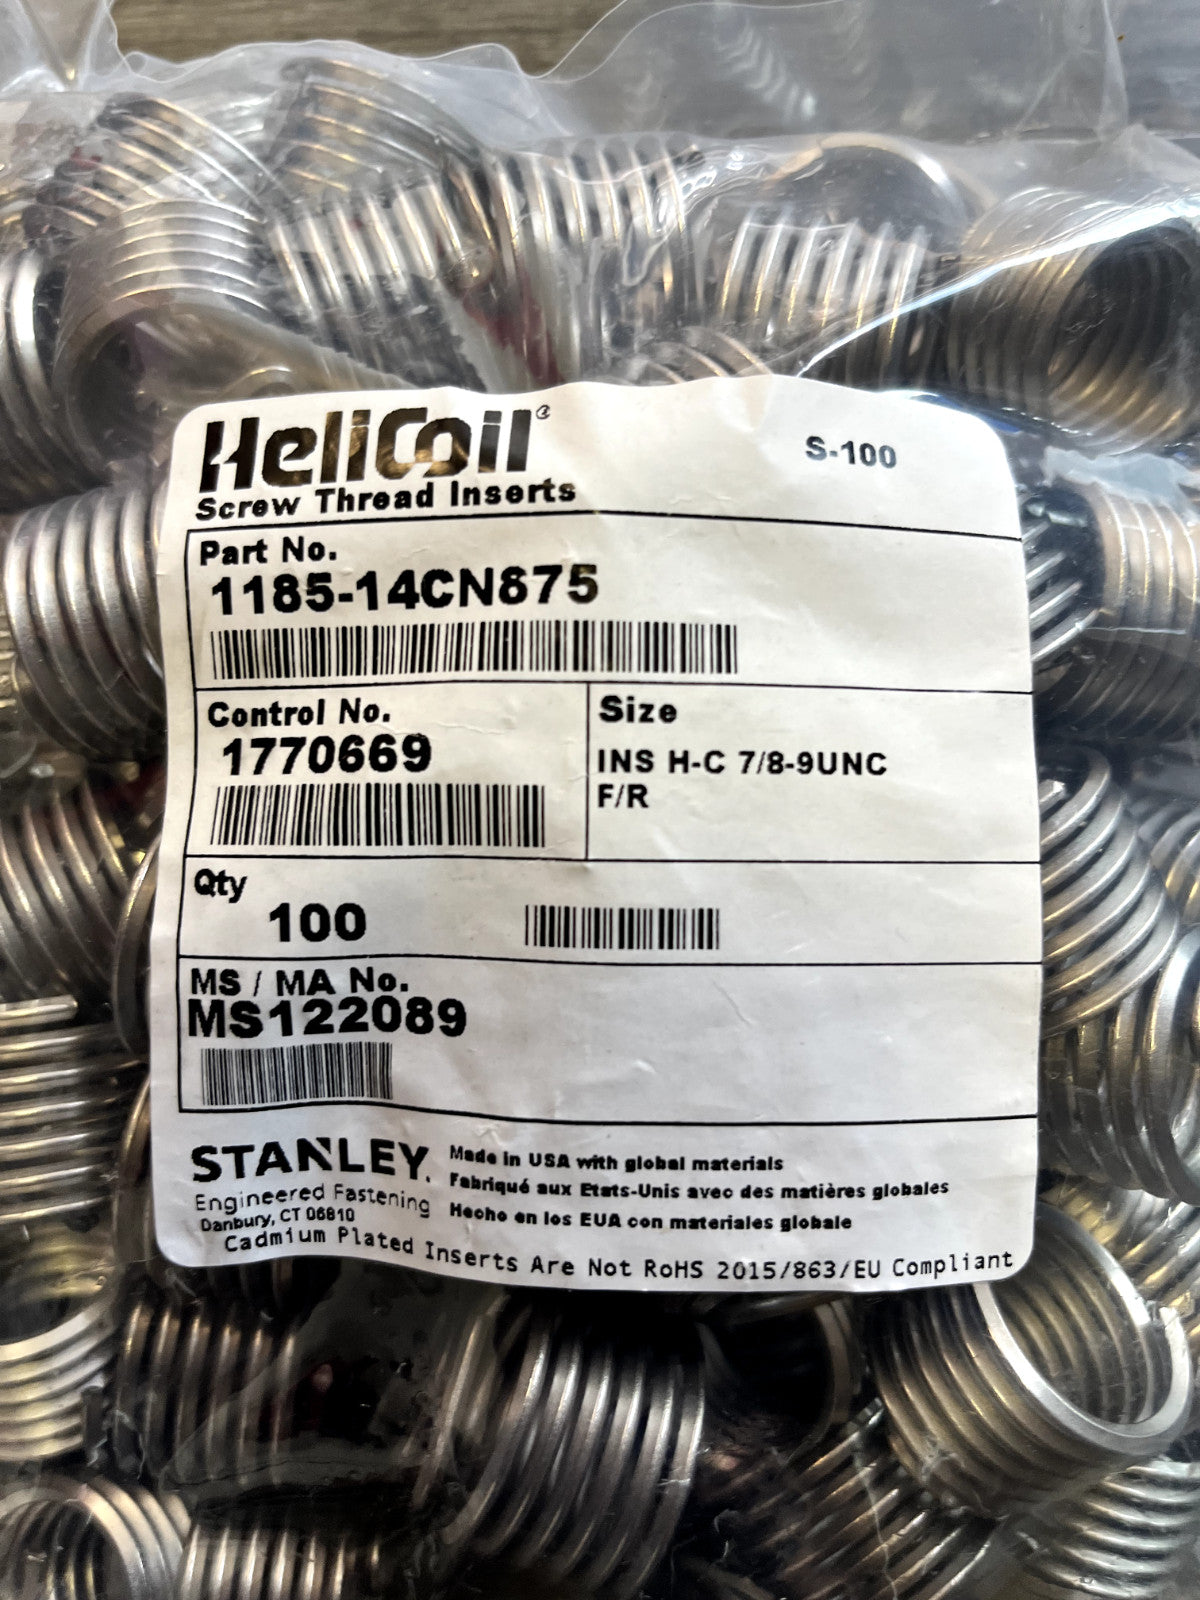 HeliCoil®
S-100
Screw Thread Inserts
Part No.
1185-14CN875
Control No.
1770669
Size
INS H-C 7/8-9UNC
F/R
Qty
100
MS / MA No.
MS122089
STANLEY.
Engineered Fastening
Danbury, CT 06810
Made in USA with global materials
Fabriqué aux Etats-Unis avec des matières globales
Hecho en los EUA con materiales globale
Cadmium Plated Inserts Are Not RoHS 2015/863/EU Compliant